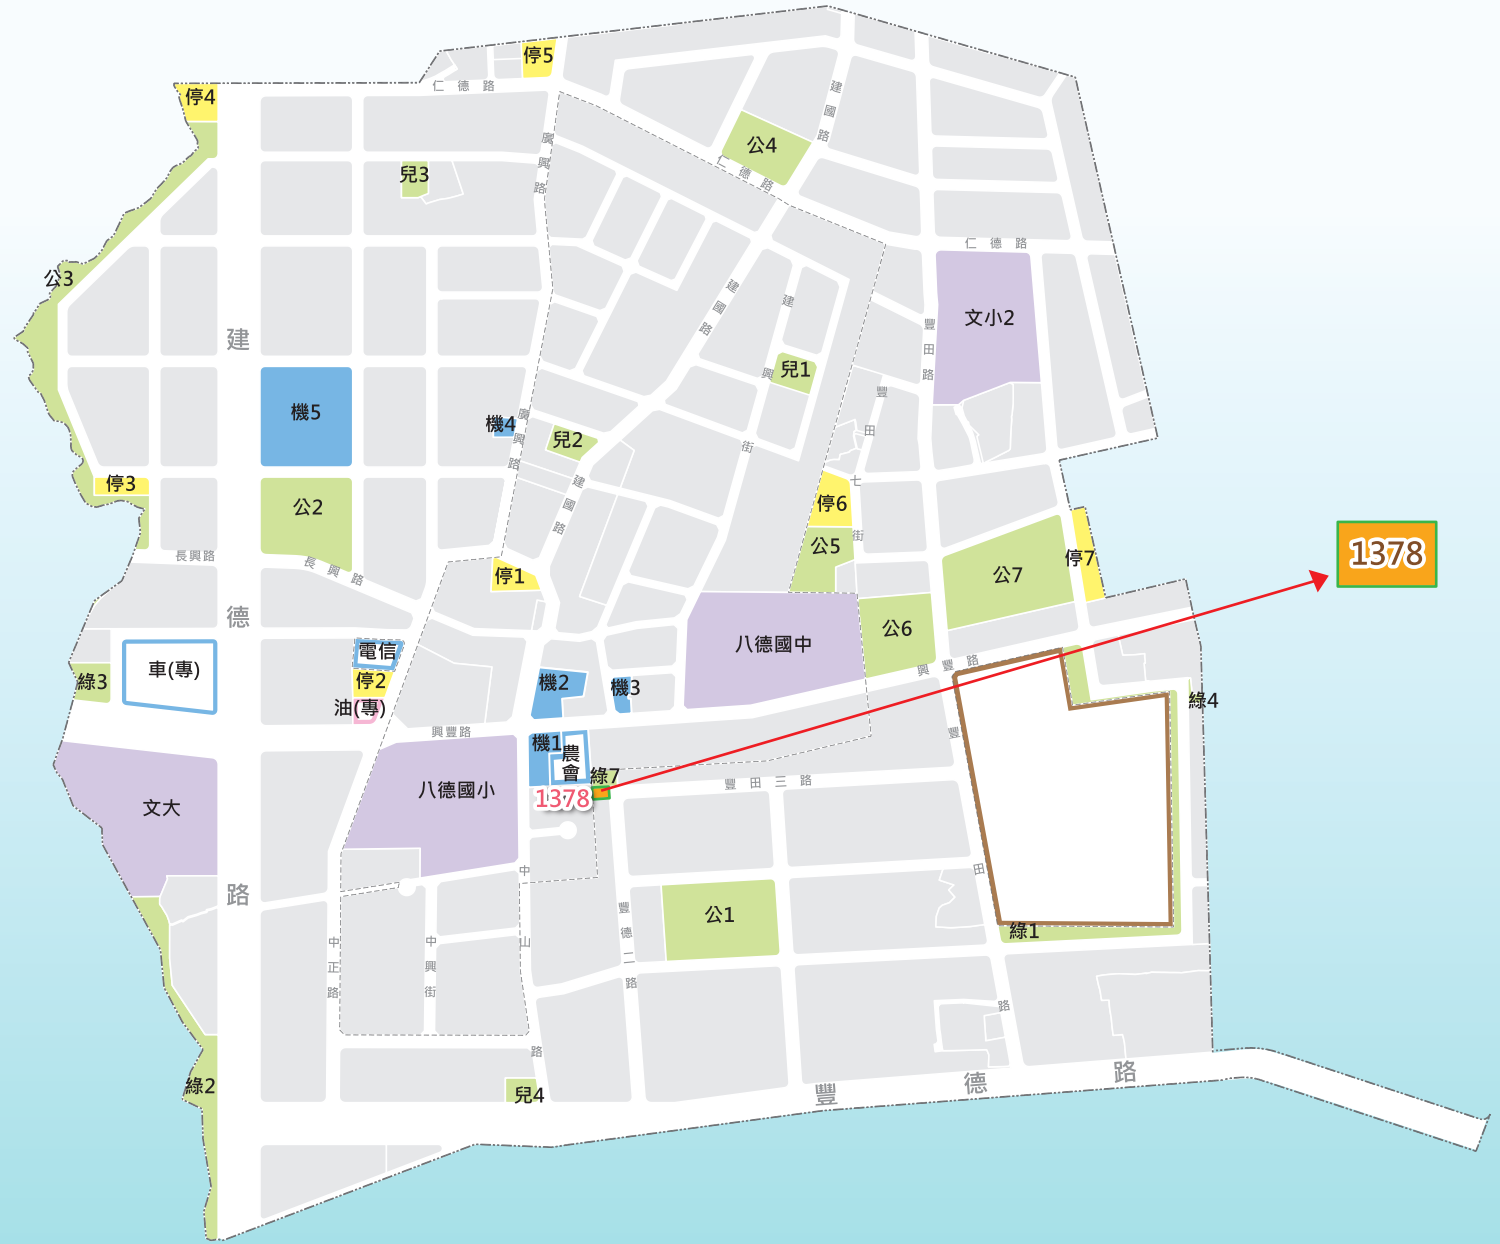 停5
仁德路
停4
建國路
廣興路
公4
兒3
仁德路
仁德路
公3
建國路
建
興
街
文小2
豐田路
建
德
路
兒1
豐田七街
機5
機4
廣興路
兒2
停3
建國路
停6
公2
公5
長興路
長興路
停1
停7
公7
1378
公6
八德國中
電信
車(專)
停2
綠3
機2
機3
興豐路
油(專)
綠4
興豐路
機1
農會
綠7
1378
豐田三路
豐田路
八德國小
文大
中山路
公1
豐德二路
綠1
中正路
中興街
綠2
兒4
豐德路